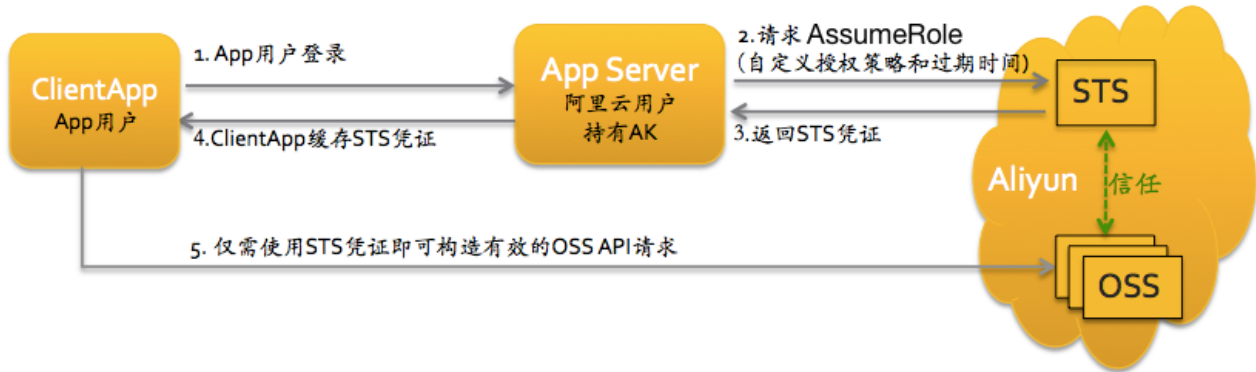 ClientApp
App用户
1. App用户登录
4.ClientApp缓存STS凭证
App Server
阿里云用户
持有AK
2.请求 AssumeRole
(自定义授权策略和过期时间)
3.返回STS凭证
STS
Aliyun
信任
OSS
5. 仅需使用STS凭证即可构造有效的OSS API请求